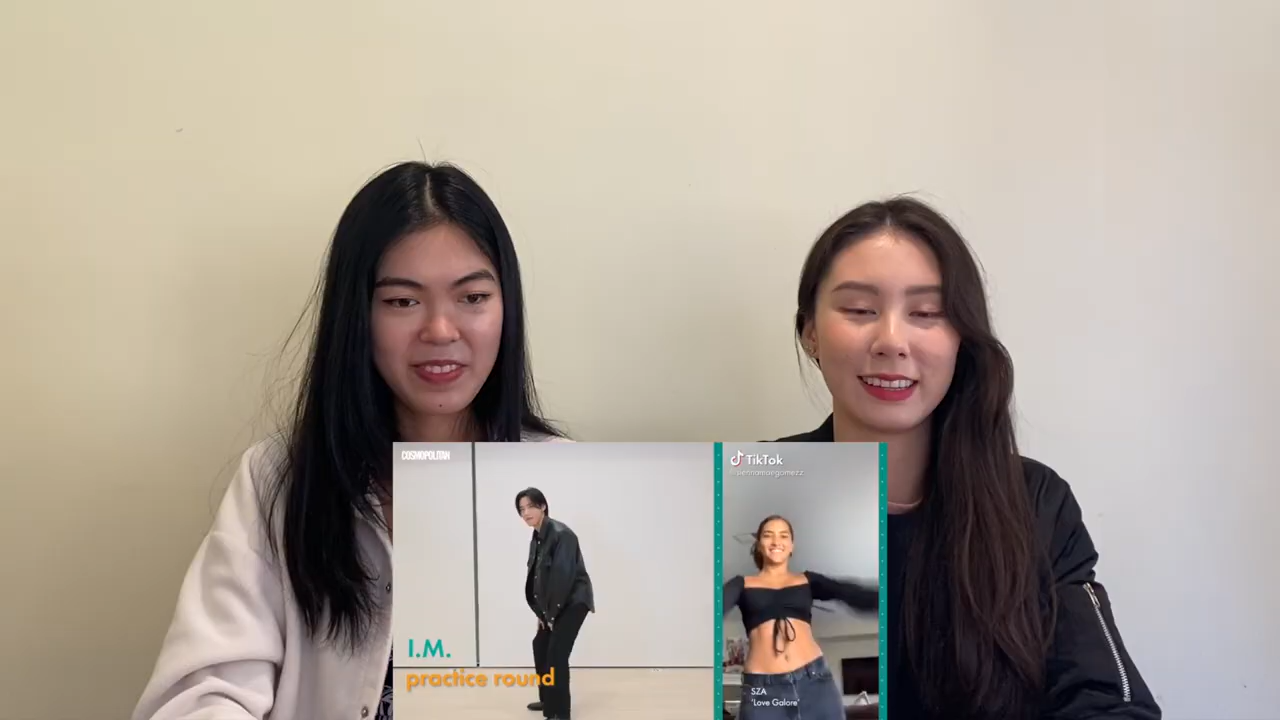 COSMOPOLITAN
I.M.
practice round
TikTok
SZA
'Love Galore'